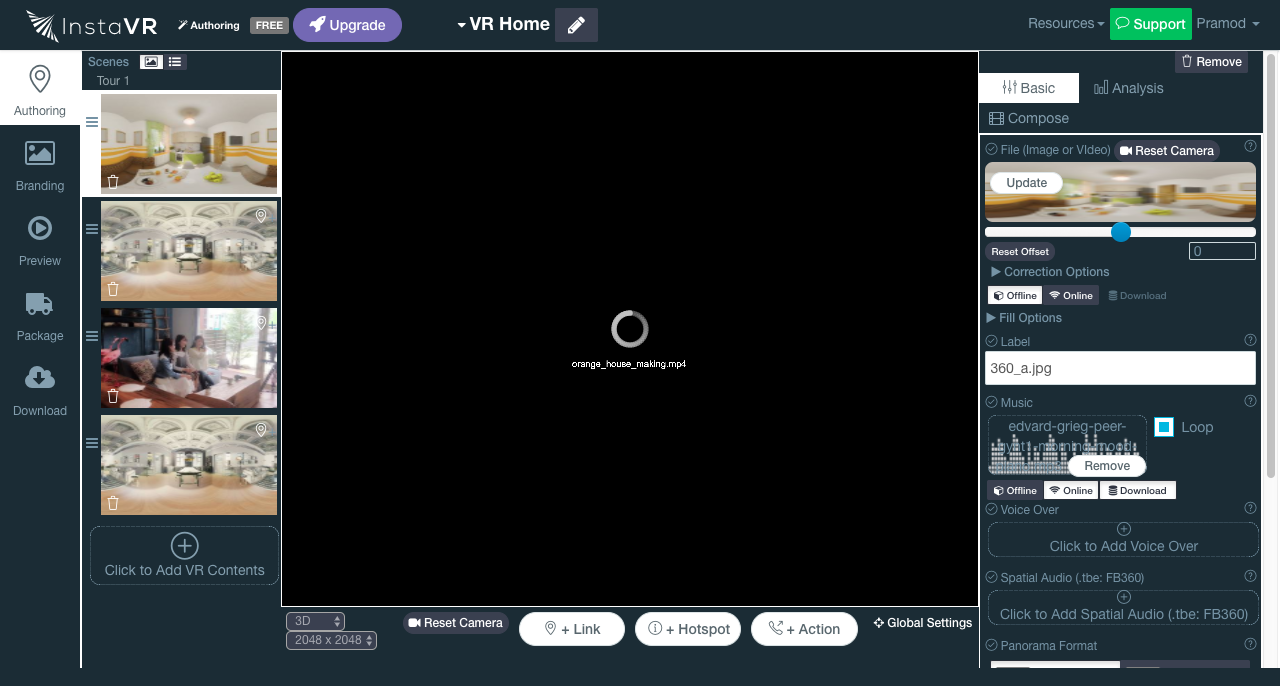 InstaVR
Authoring
FREE
Upgrade
VR Home
Resources
Support
Pramod
Authoring
Branding
Preview
Package
Download
Scenes
Tour 1
Click to Add VR Contents
orange_house_making.mp4
3D
2048 x 2048
Reset Camera
+ Link
+ Hotspot
+ Action
Global Settings
Remove
Basic
Analysis
Compose
File (Image or VIdeo)
Reset Camera
Update
Reset Offset
0
Correction Options
Offline
Online
Download
Fill Options
Label
360_a.jpg
Music
edvard-grieg-peer-
Loop
Remove
Offline
Online
Download
Voice Over
Click to Add Voice Over
Spatial Audio (.tbe: FB360)
Click to Add Spatial Audio (.tbe: FB360)
Panorama Format